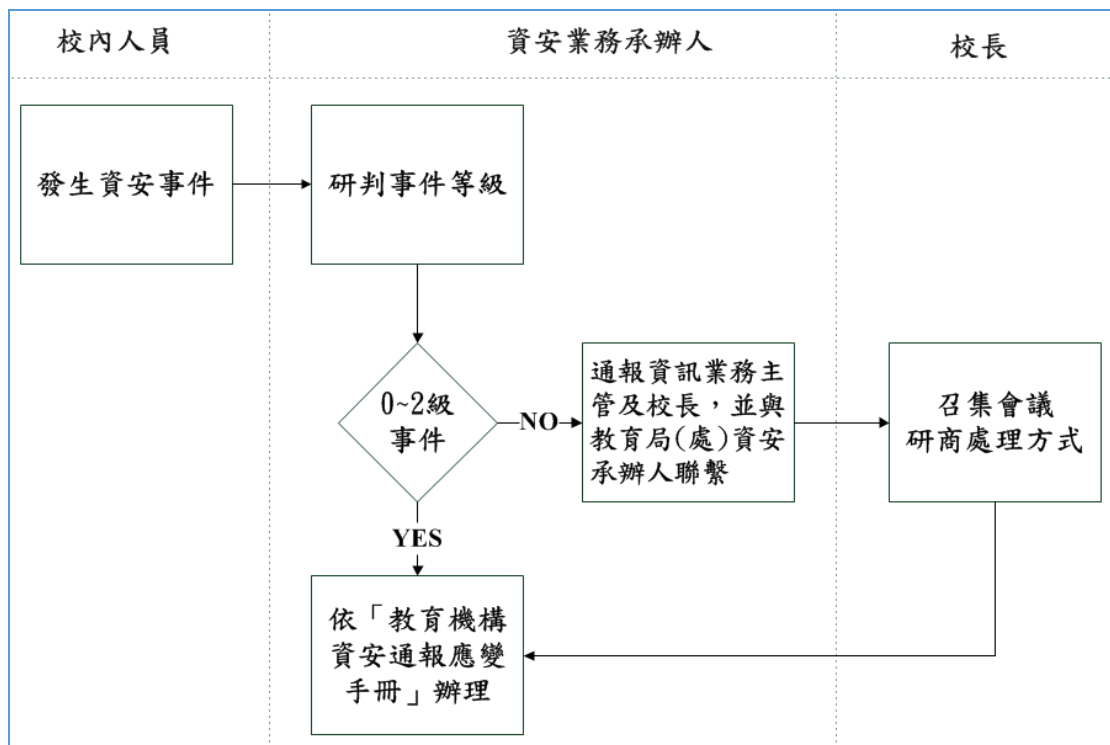 校內人員
資安業務承辦人
校長
發生資安事件
研判事件等級
0~2級
事件
NO
通報資訊業務主
管及校長，並與
教育局(處)資安
承辦人聯繫
召集會議
研商處理方式
YES
依「教育機構
資安通報應變
手冊」辦理